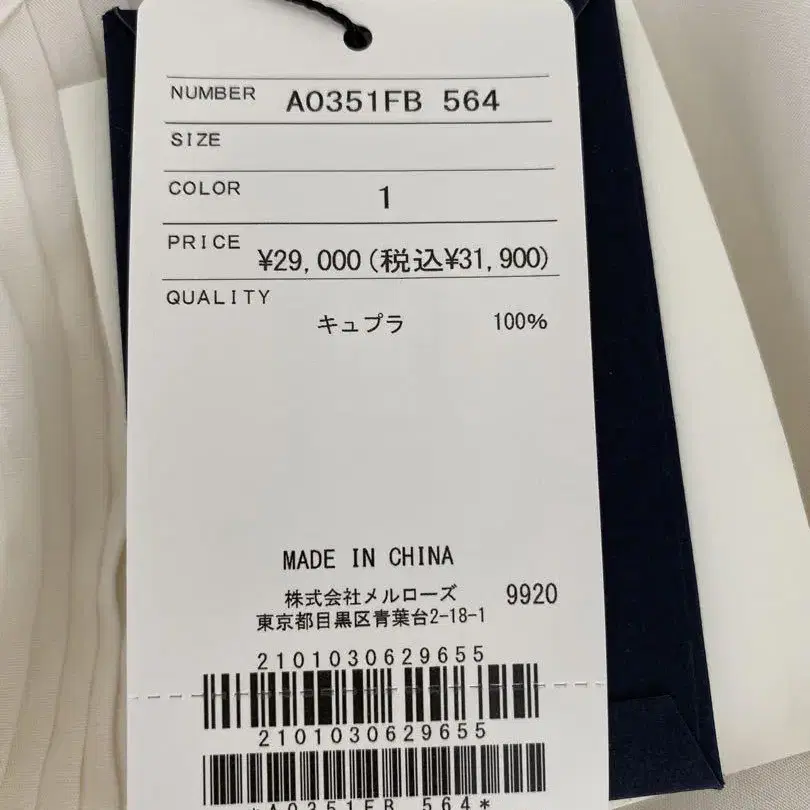 NUMBER A0351FB 564
SIZE
COLOR 1
PRICE ¥29,000(税込¥31,900)
QUALITY
キュプラ 100%
MADE IN CHINA
株式会社メルローズ 9920
東京都目黒区青葉台2-18-1
2101030629655
2101030629655
*A0351FB 564*